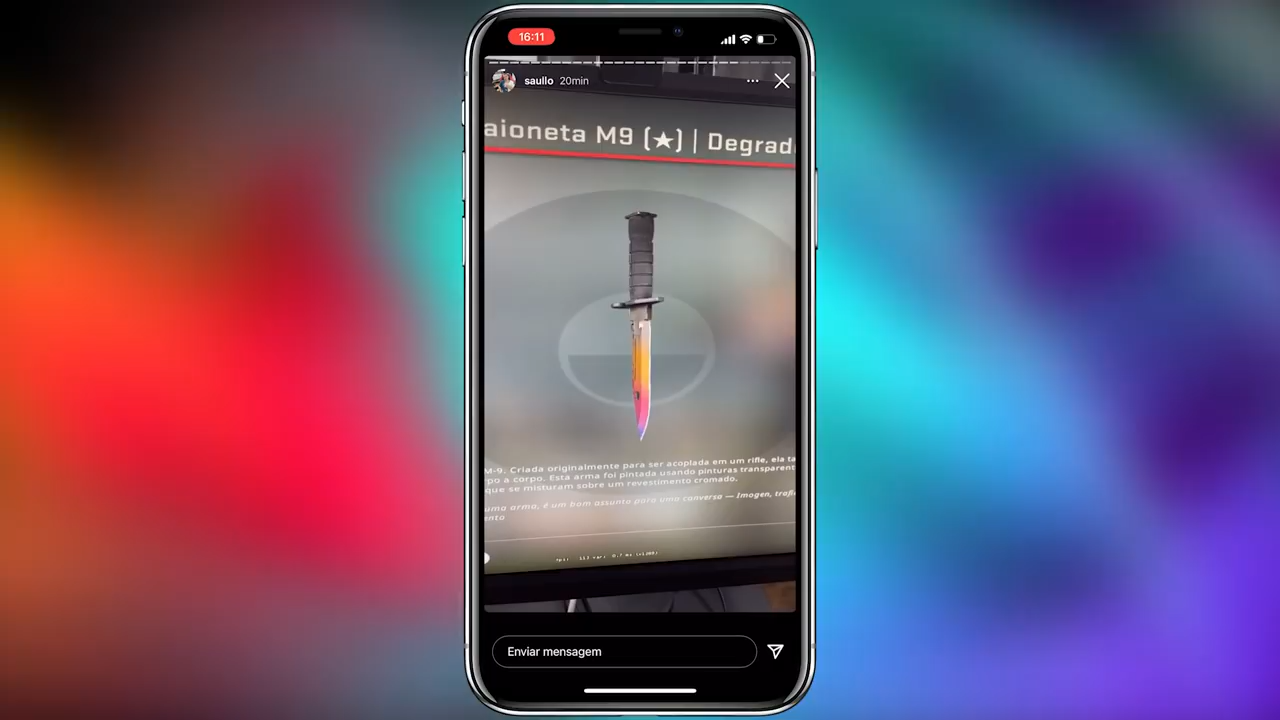 16:11
saullo 20min
aioneta M9 (★) | Degrad
M-9. Criada originalmente para ser acoplada em um rifle, ela ta
rpo a corpo. Esta arma foi pintada usando pinturas transparent
que se misturam sobre um revestimento cromado.
uma arma, é um bom assunto para uma conversa — Imogen, trafi
ento
Enviar mensagem